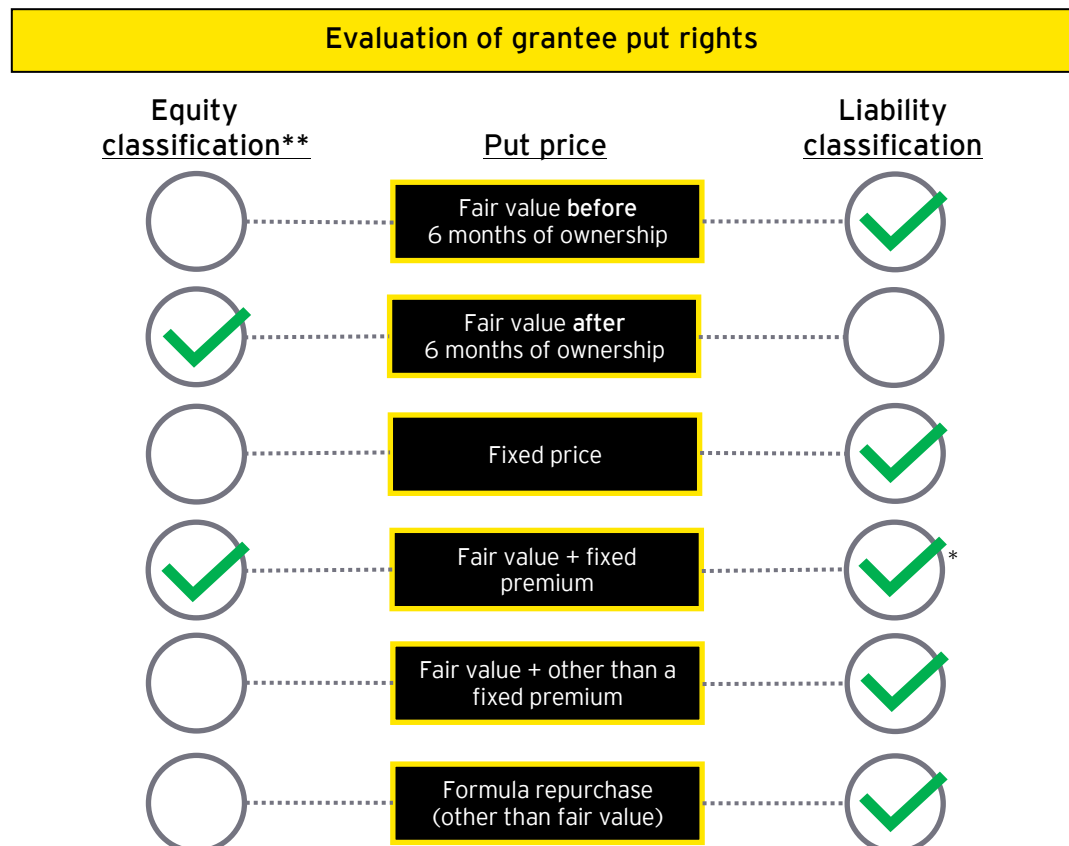 Evaluation of grantee put rights
Equity
classification**
Put price
Liability
classification
Fair value before
6 months of ownership
Fair value after
6 months of ownership
Fixed price
Fair value + fixed
premium
*
Fair value + other than a
fixed premium
Formula repurchase
(other than fair value)